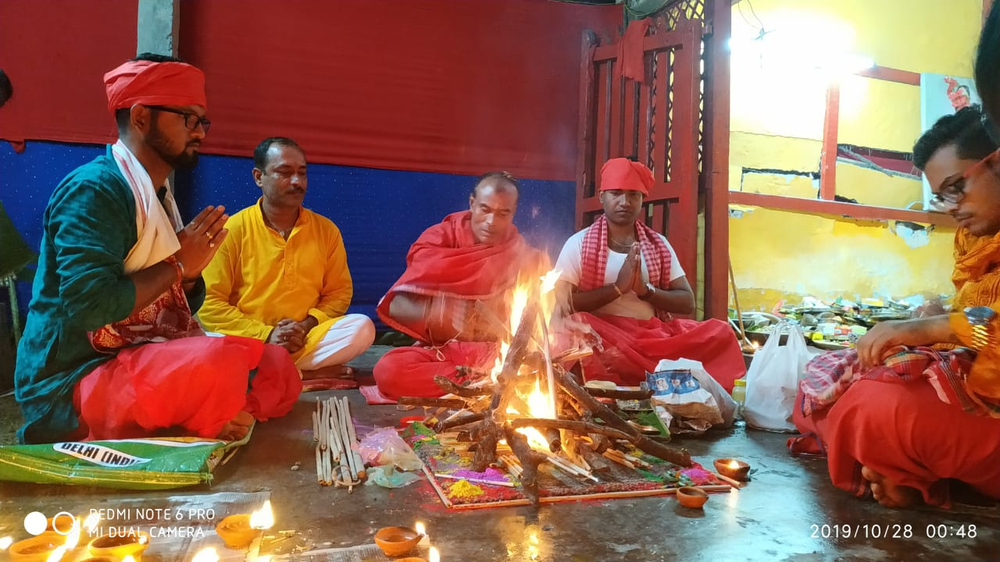 DELHI (INDI
REDMI NOTE 6 PRO
MI DUAL CAMERA
2019/10/28 00:48